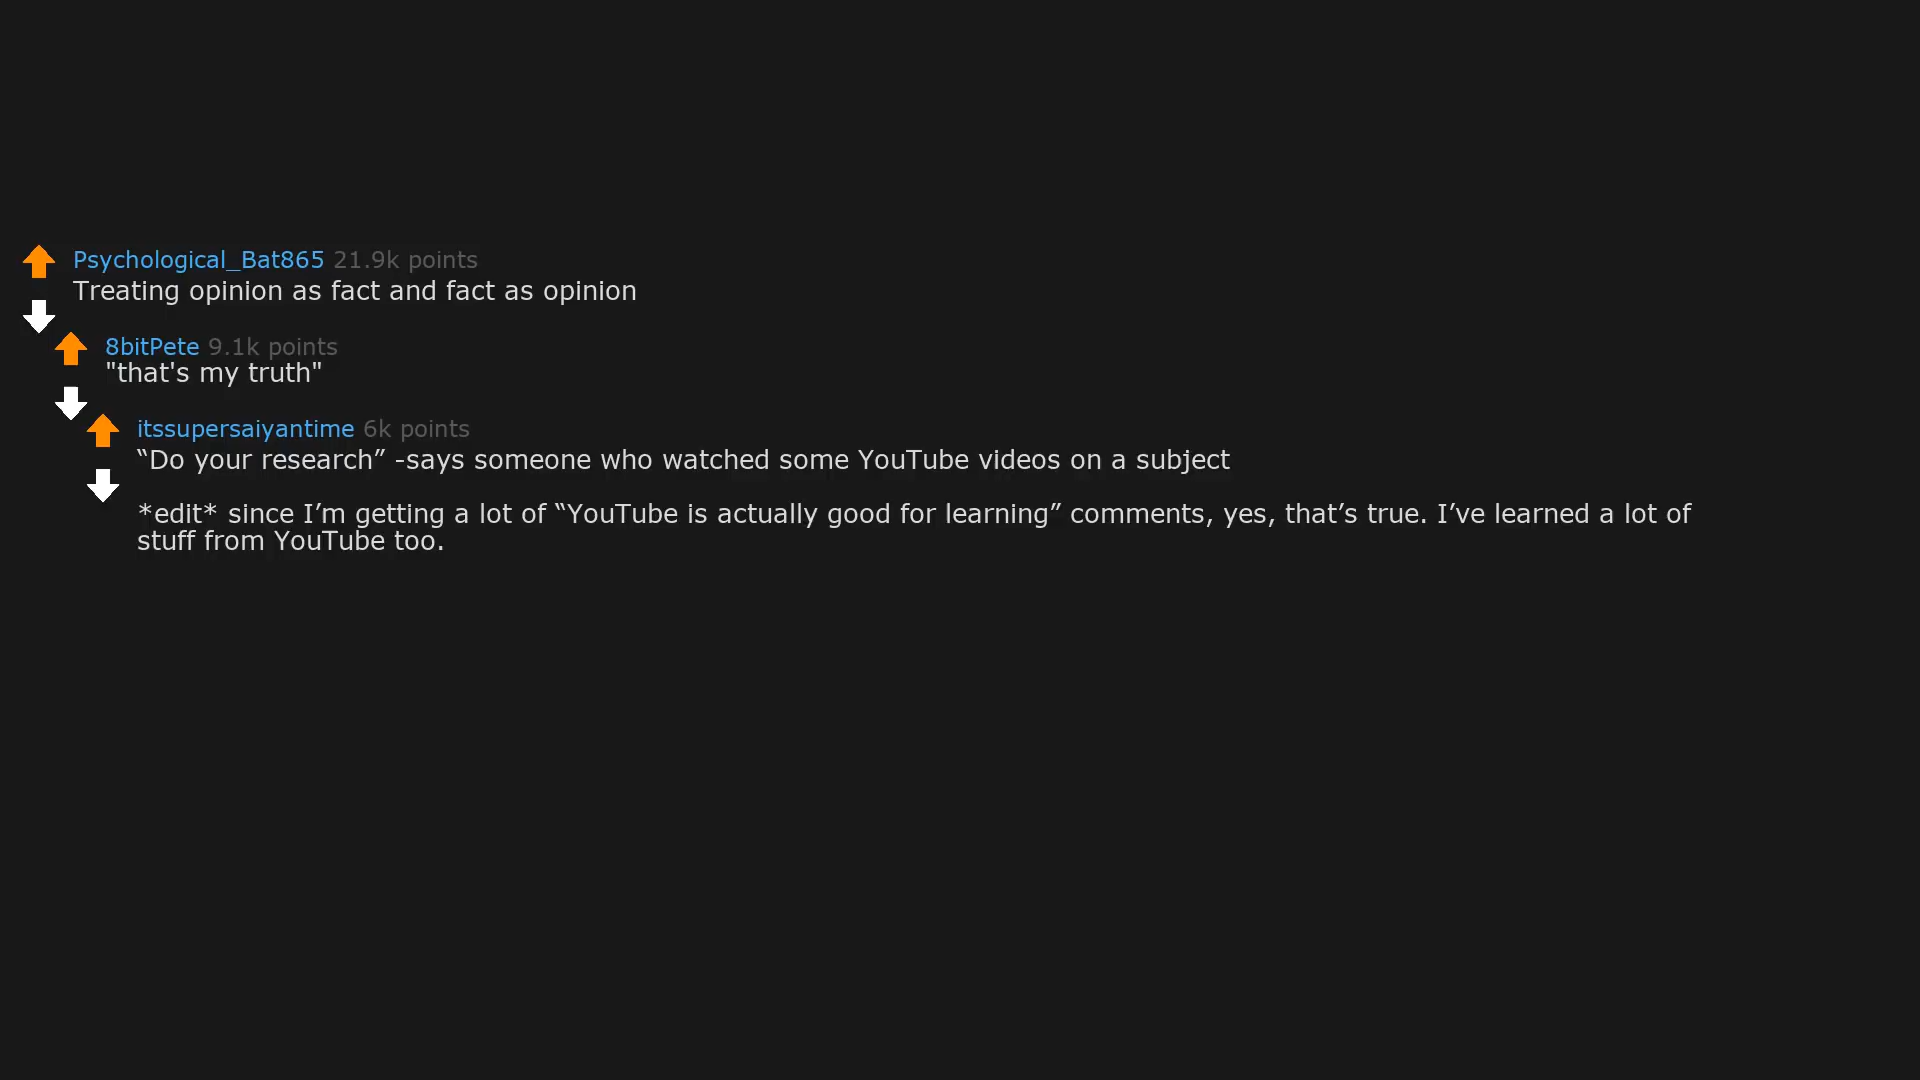 Psychological_Bat865 21.9k points
Treating opinion as fact and fact as opinion
8bitPete 9.1k points
"that's my truth"
itssupersaiyantime 6k points
“Do your research” -says someone who watched some YouTube videos on a subject
*edit* since I’m getting a lot of “YouTube is actually good for learning” comments, yes, that’s true. I’ve learned a lot of
stuff from YouTube too.